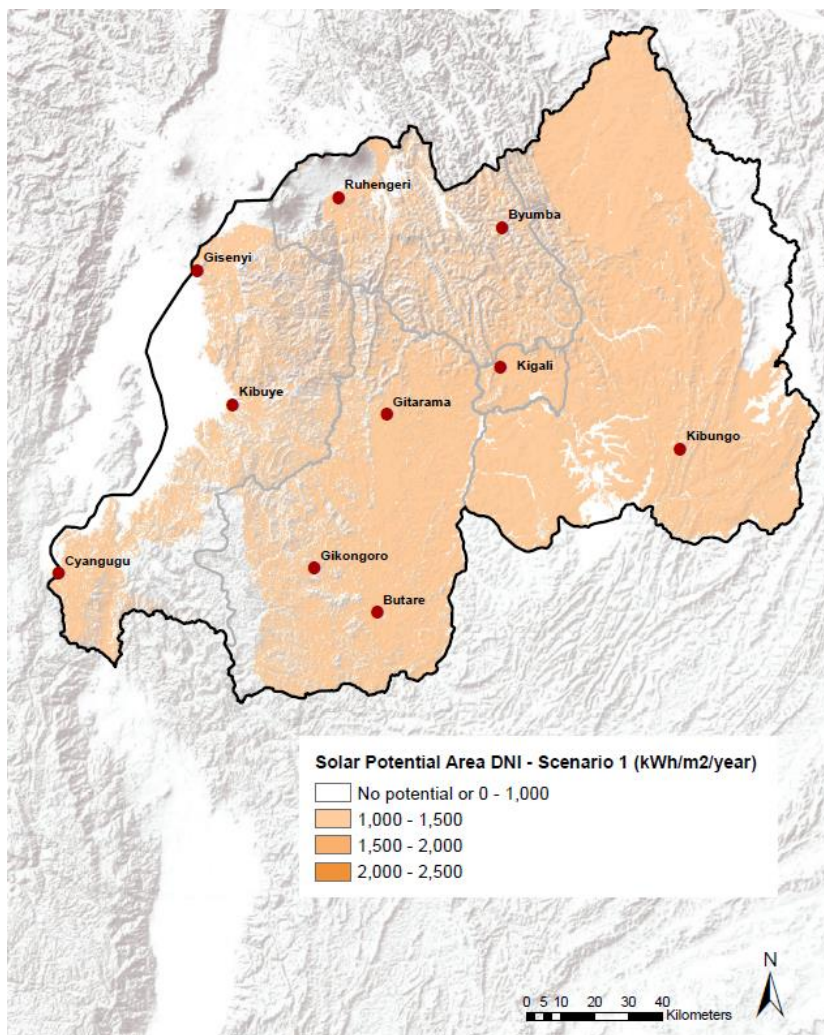 Ruhengeri
Byumba
Gisenyi
Kigali
Kibuye
Gitarama
Kibungo
Gikongoro
Cyangugu
Butare
Solar Potential Area DNI - Scenario 1 (kWh/m2/year)
No potential or 0 - 1,000
1,000 - 1,500
1,500 - 2,000
2,000 - 2,500
N
0 5 10 20 30 40
Kilometers